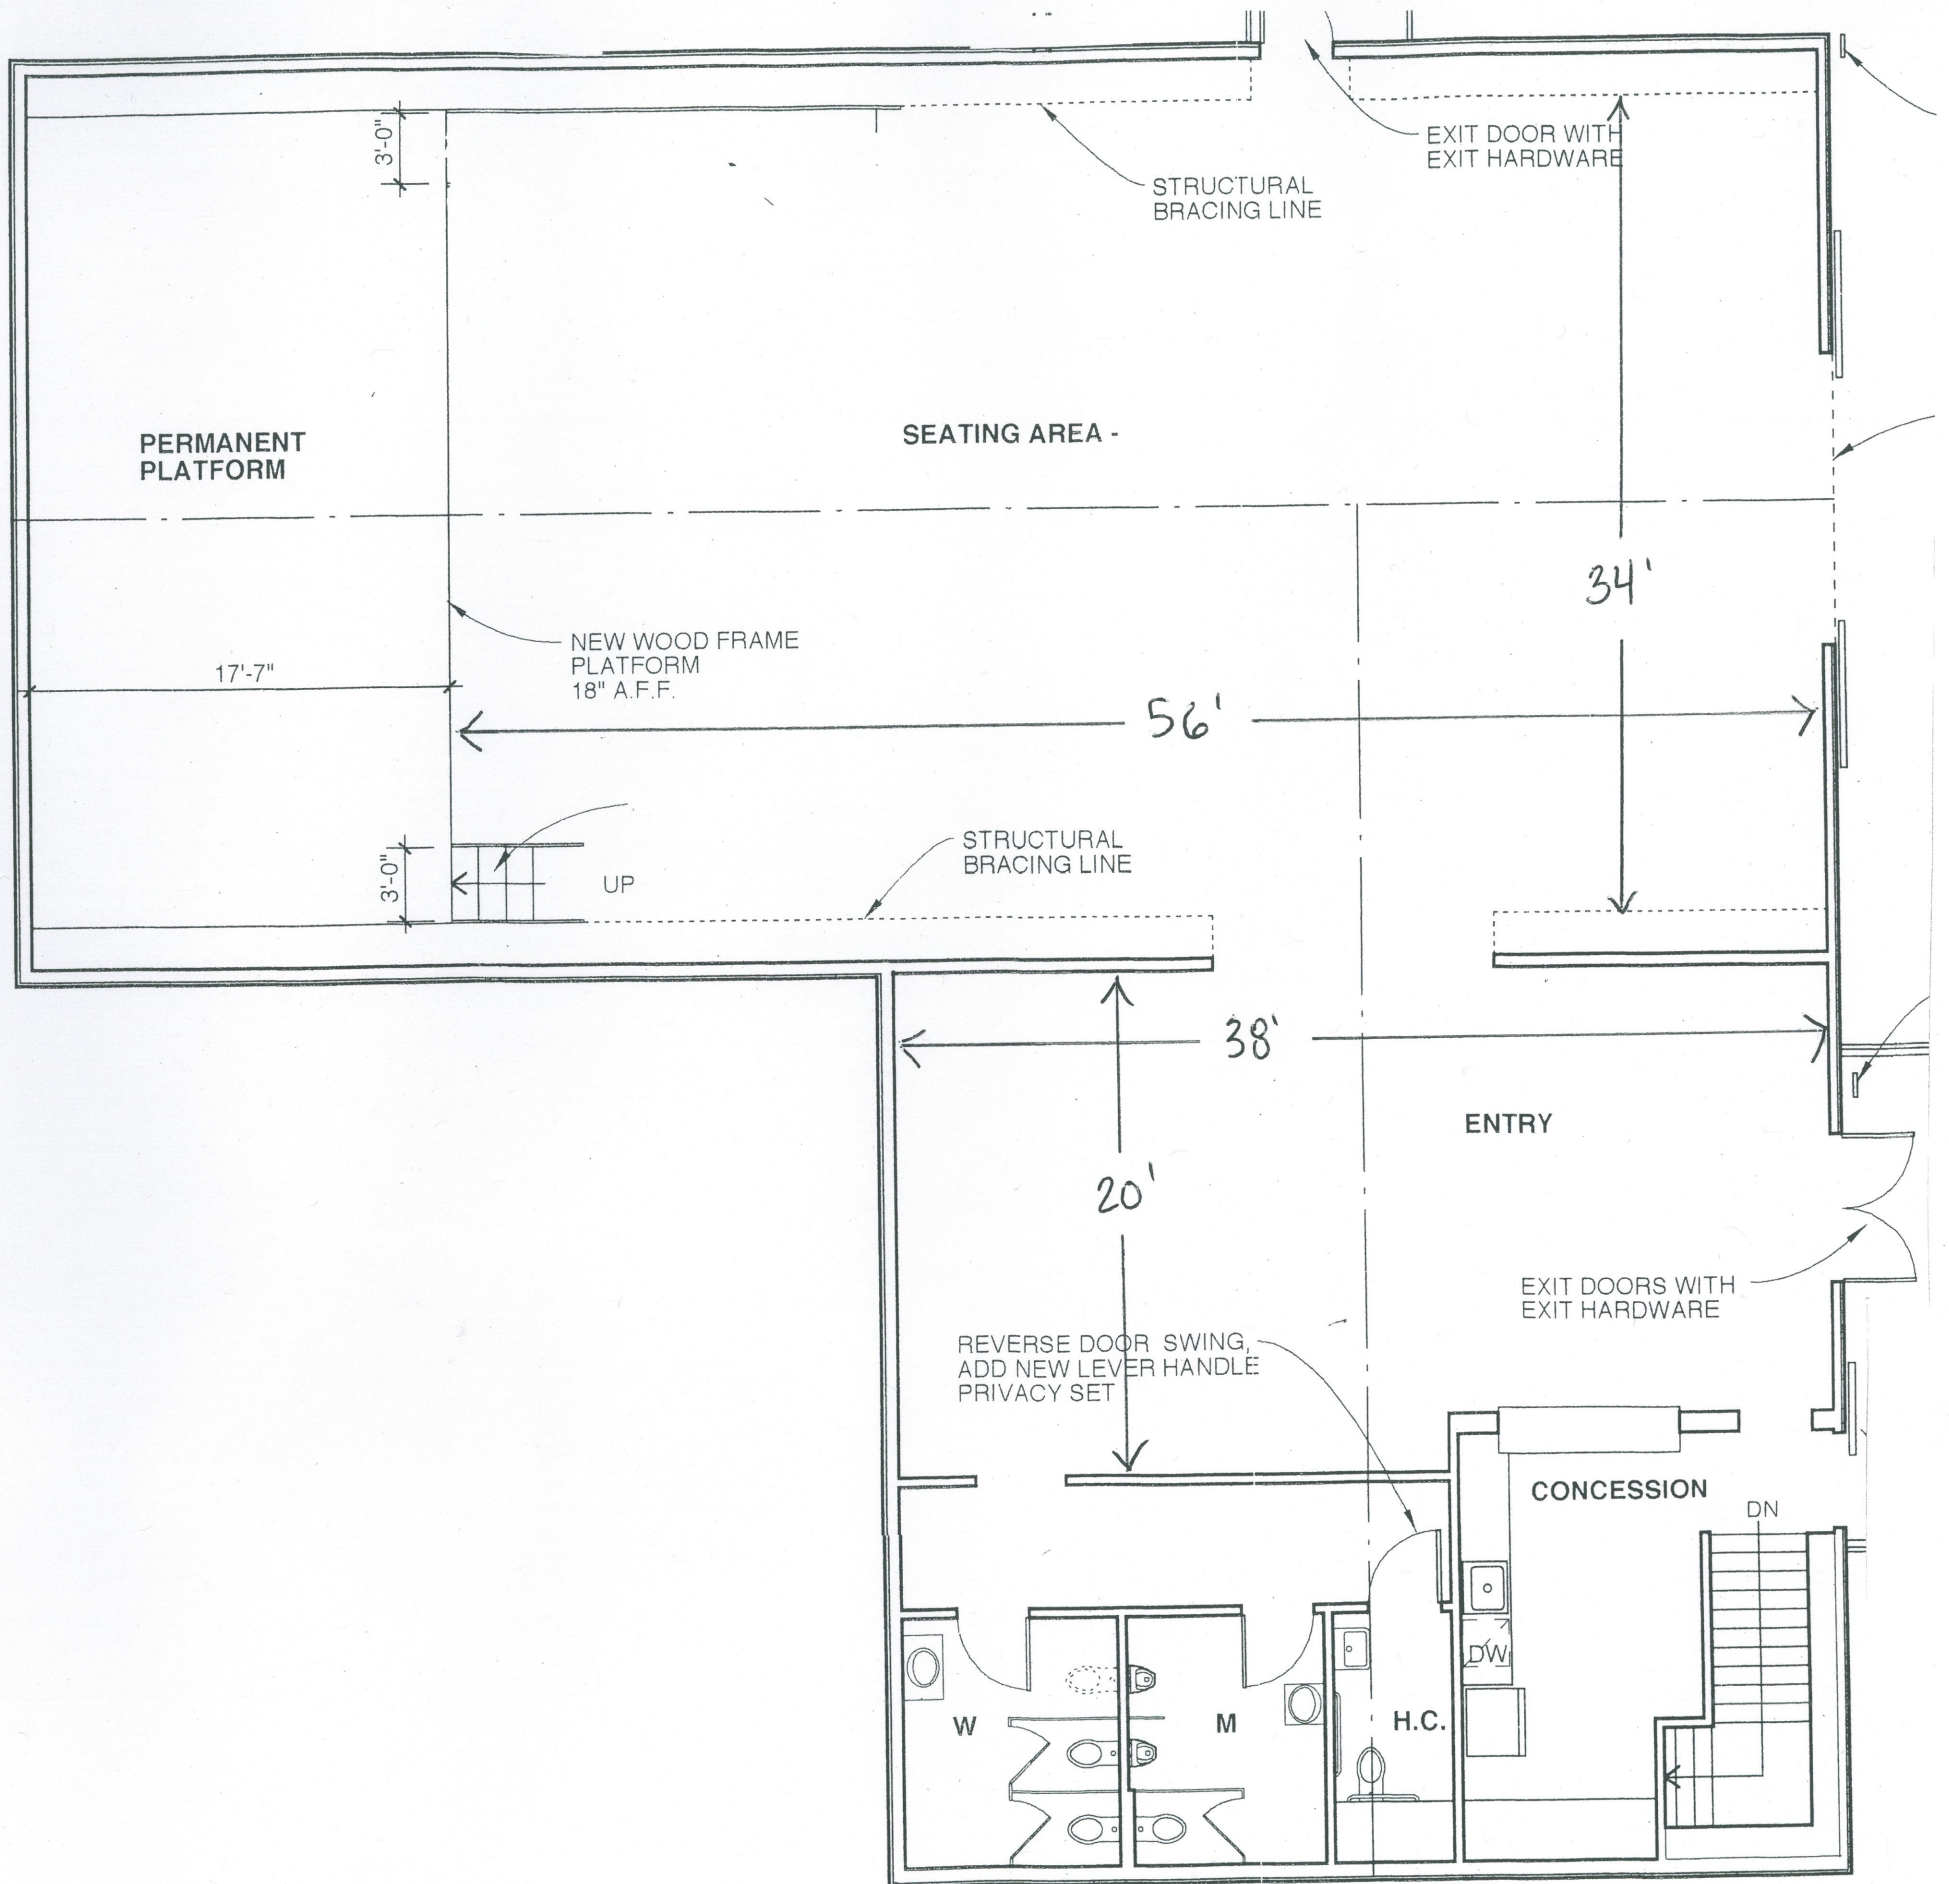 3'-0"
EXIT DOOR WITH
EXIT HARDWARE
STRUCTURAL
BRACING LINE
PERMANENT
PLATFORM
SEATING AREA -
34'
NEW WOOD FRAME
PLATFORM
18" A.F.F.
17'-7"
56'
3'-0"
UP
STRUCTURAL
BRACING LINE
38'
ENTRY
20'
EXIT DOORS WITH
EXIT HARDWARE
REVERSE DOOR SWING,
ADD NEW LEVER HANDLE
PRIVACY SET
CONCESSION
DN
DW
W
M
H.C.